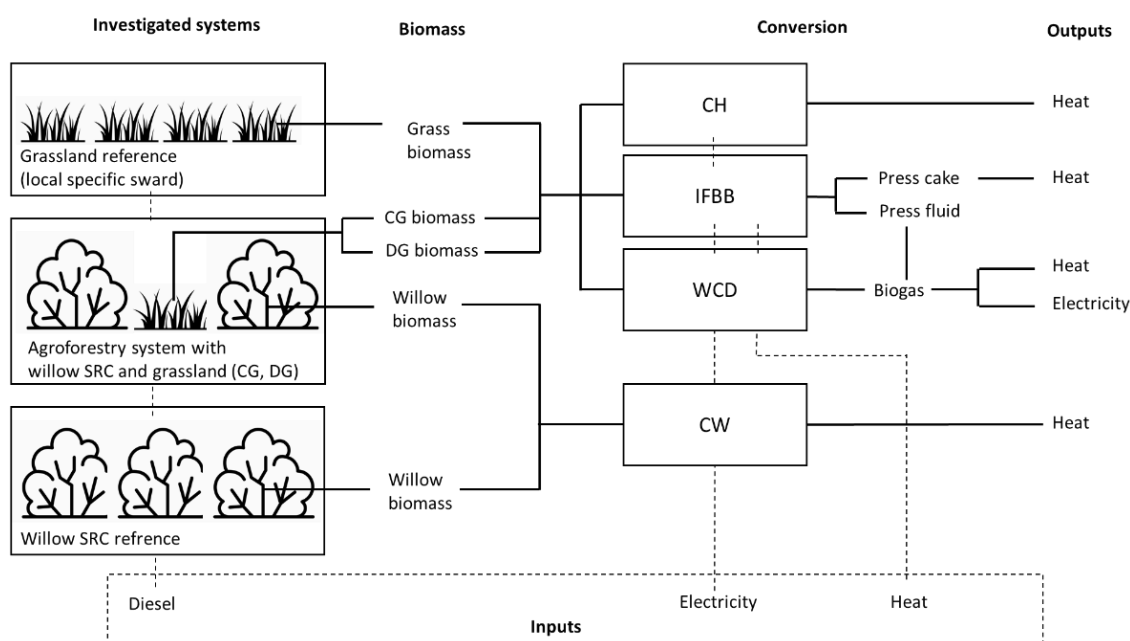 Investigated systems
Biomass
Conversion
Outputs
Grassland reference
(local specific sward)
Agroforestry system with
willow SRC and grassland (CG, DG)
Willow SRC refrence
Grass
biomass
CG biomass
DG biomass
Willow
biomass
Willow
biomass
CH
IFBB
WCD
CW
Press cake
Press fluid
Biogas
Heat
Heat
Heat
Electricity
Heat
Diesel
Electricity
Heat
Inputs